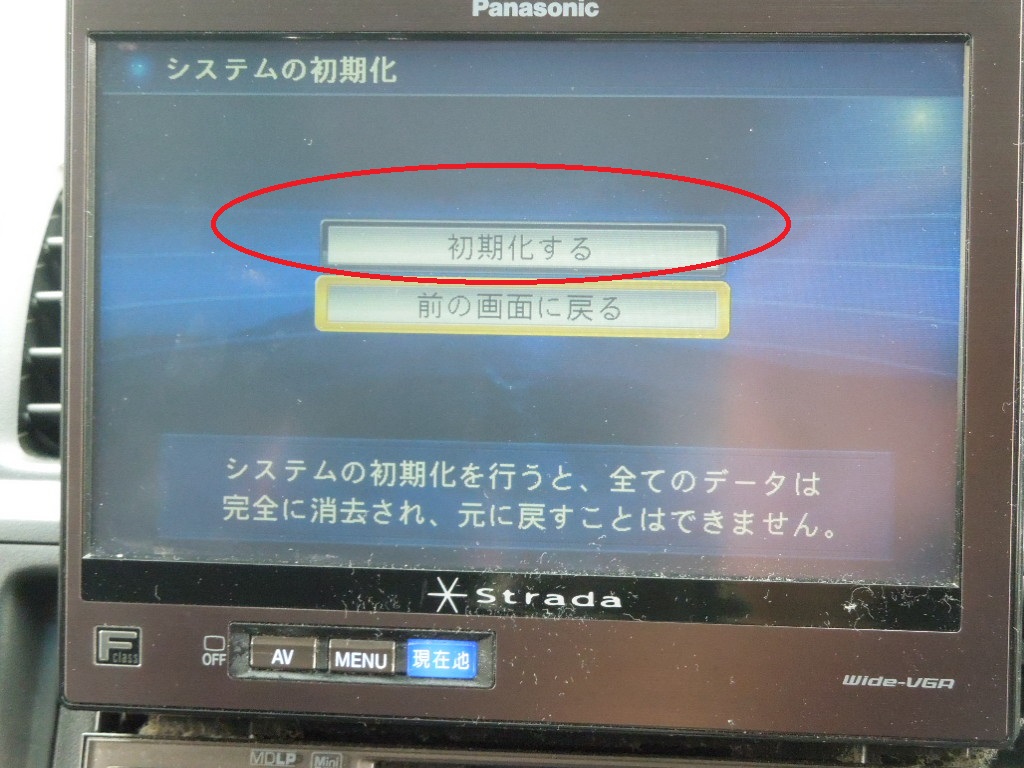 Panasonic
システムの初期化
初期化する
前の画面に戻る
システムの初期化を行うと、全てのデータは
完全に消去され、元に戻すことはできません。
Strada
F class
OFF
AV
MENU
現在地
Wide-VGA
MDLP
Mini